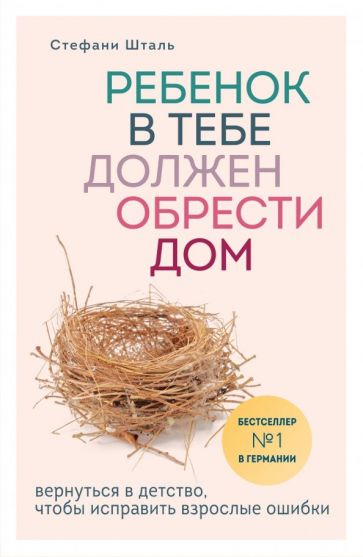 Стефани Шталь
РЕБЕНОК
В ТЕБЕ
ДОЛЖЕН
ОБРЕСТИ
ДОМ
БЕСТСЕЛЛЕР
№1
В ГЕРМАНИИ
вернуться в детство,
чтобы исправить взрослые ошибки